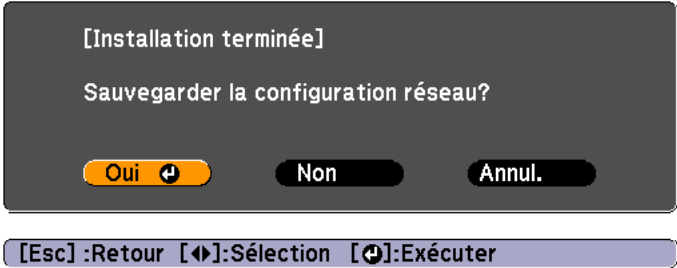 [Installation terminée]
Sauvegarder la configuration réseau?
Oui Non Annul.
[Esc] :Retour []:Sélection []:Exécuter